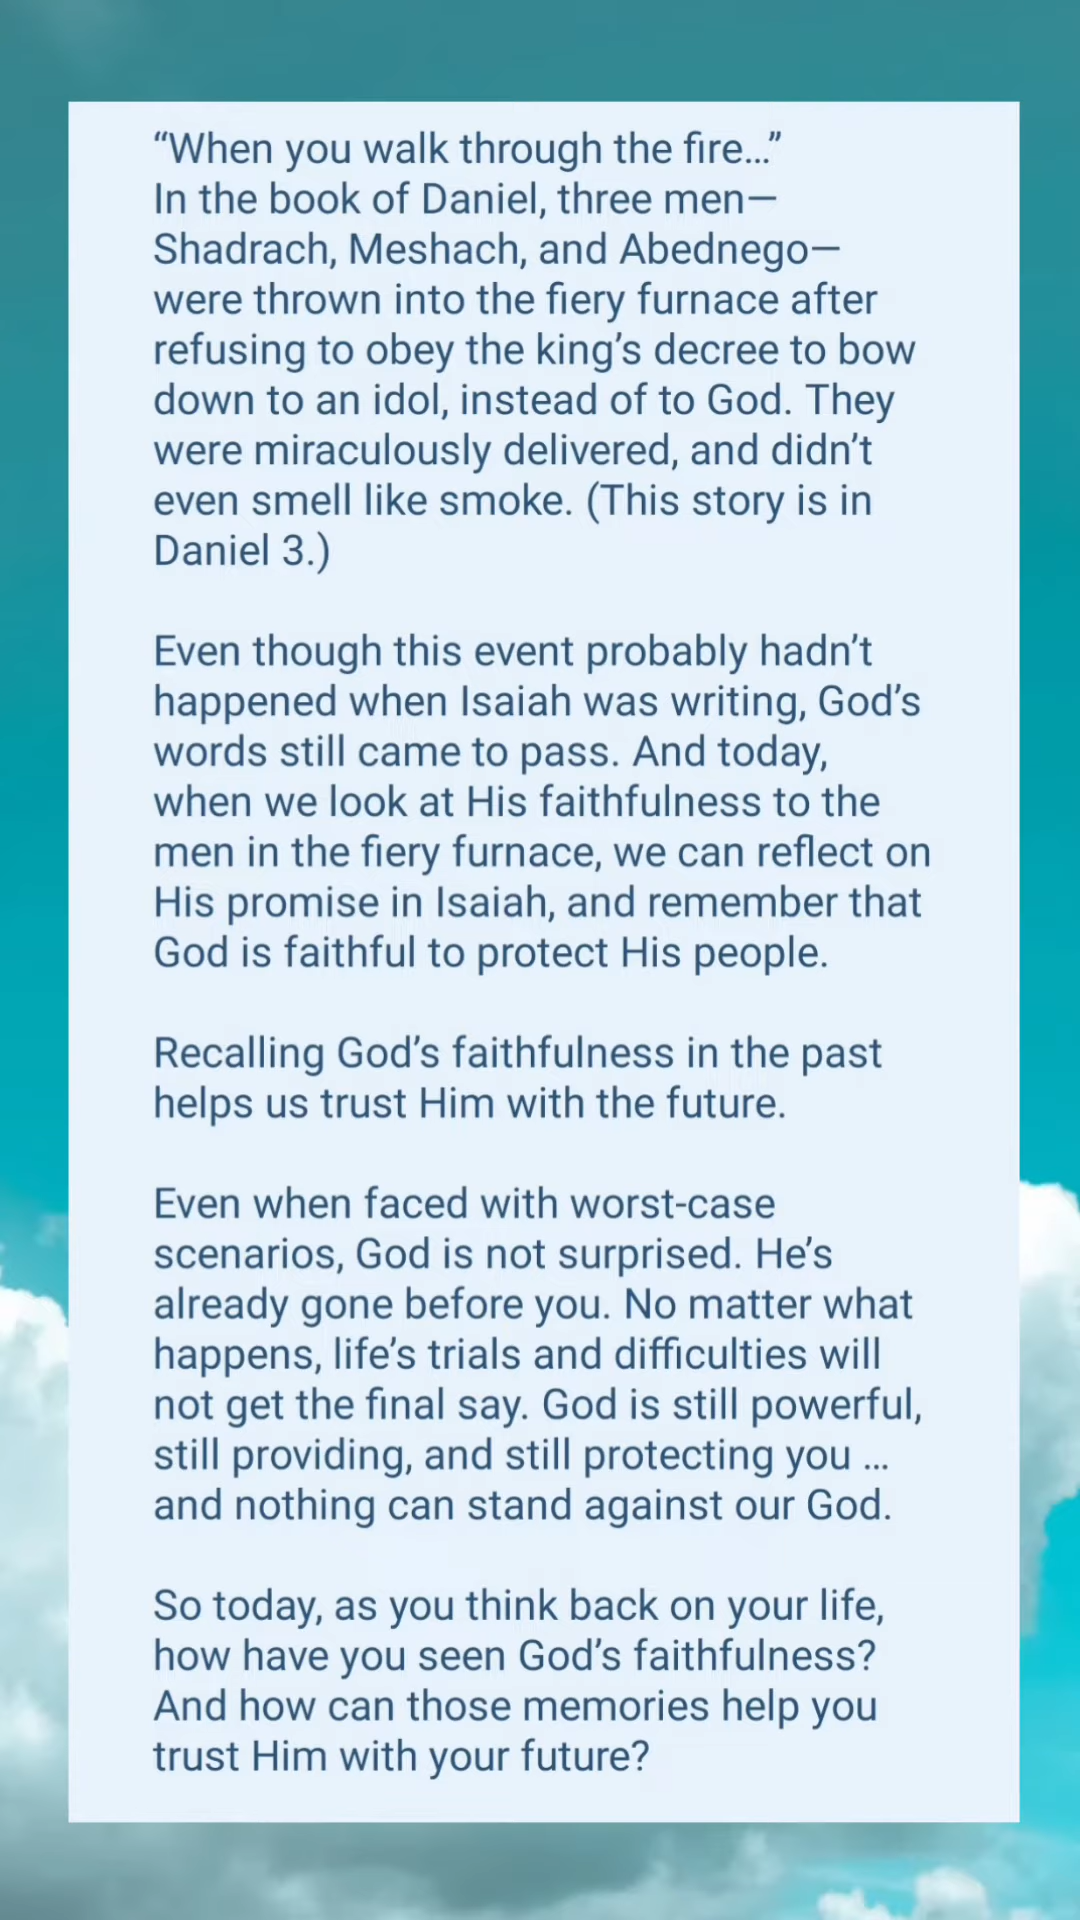 “When you walk through the fire…”
In the book of Daniel, three men—
Shadrach, Meshach, and Abednego—
were thrown into the fiery furnace after
refusing to obey the king’s decree to bow
down to an idol, instead of to God. They
were miraculously delivered, and didn’t
even smell like smoke. (This story is in
Daniel 3.)
Even though this event probably hadn’t
happened when Isaiah was writing, God’s
words still came to pass. And today,
when we look at His faithfulness to the
men in the fiery furnace, we can reflect on
His promise in Isaiah, and remember that
God is faithful to protect His people.
Recalling God’s faithfulness in the past
helps us trust Him with the future.
Even when faced with worst-case
scenarios, God is not surprised. He’s
already gone before you. No matter what
happens, life’s trials and difficulties will
not get the final say. God is still powerful,
still providing, and still protecting you …
and nothing can stand against our God.
So today, as you think back on your life,
how have you seen God’s faithfulness?
And how can those memories help you
trust Him with your future?